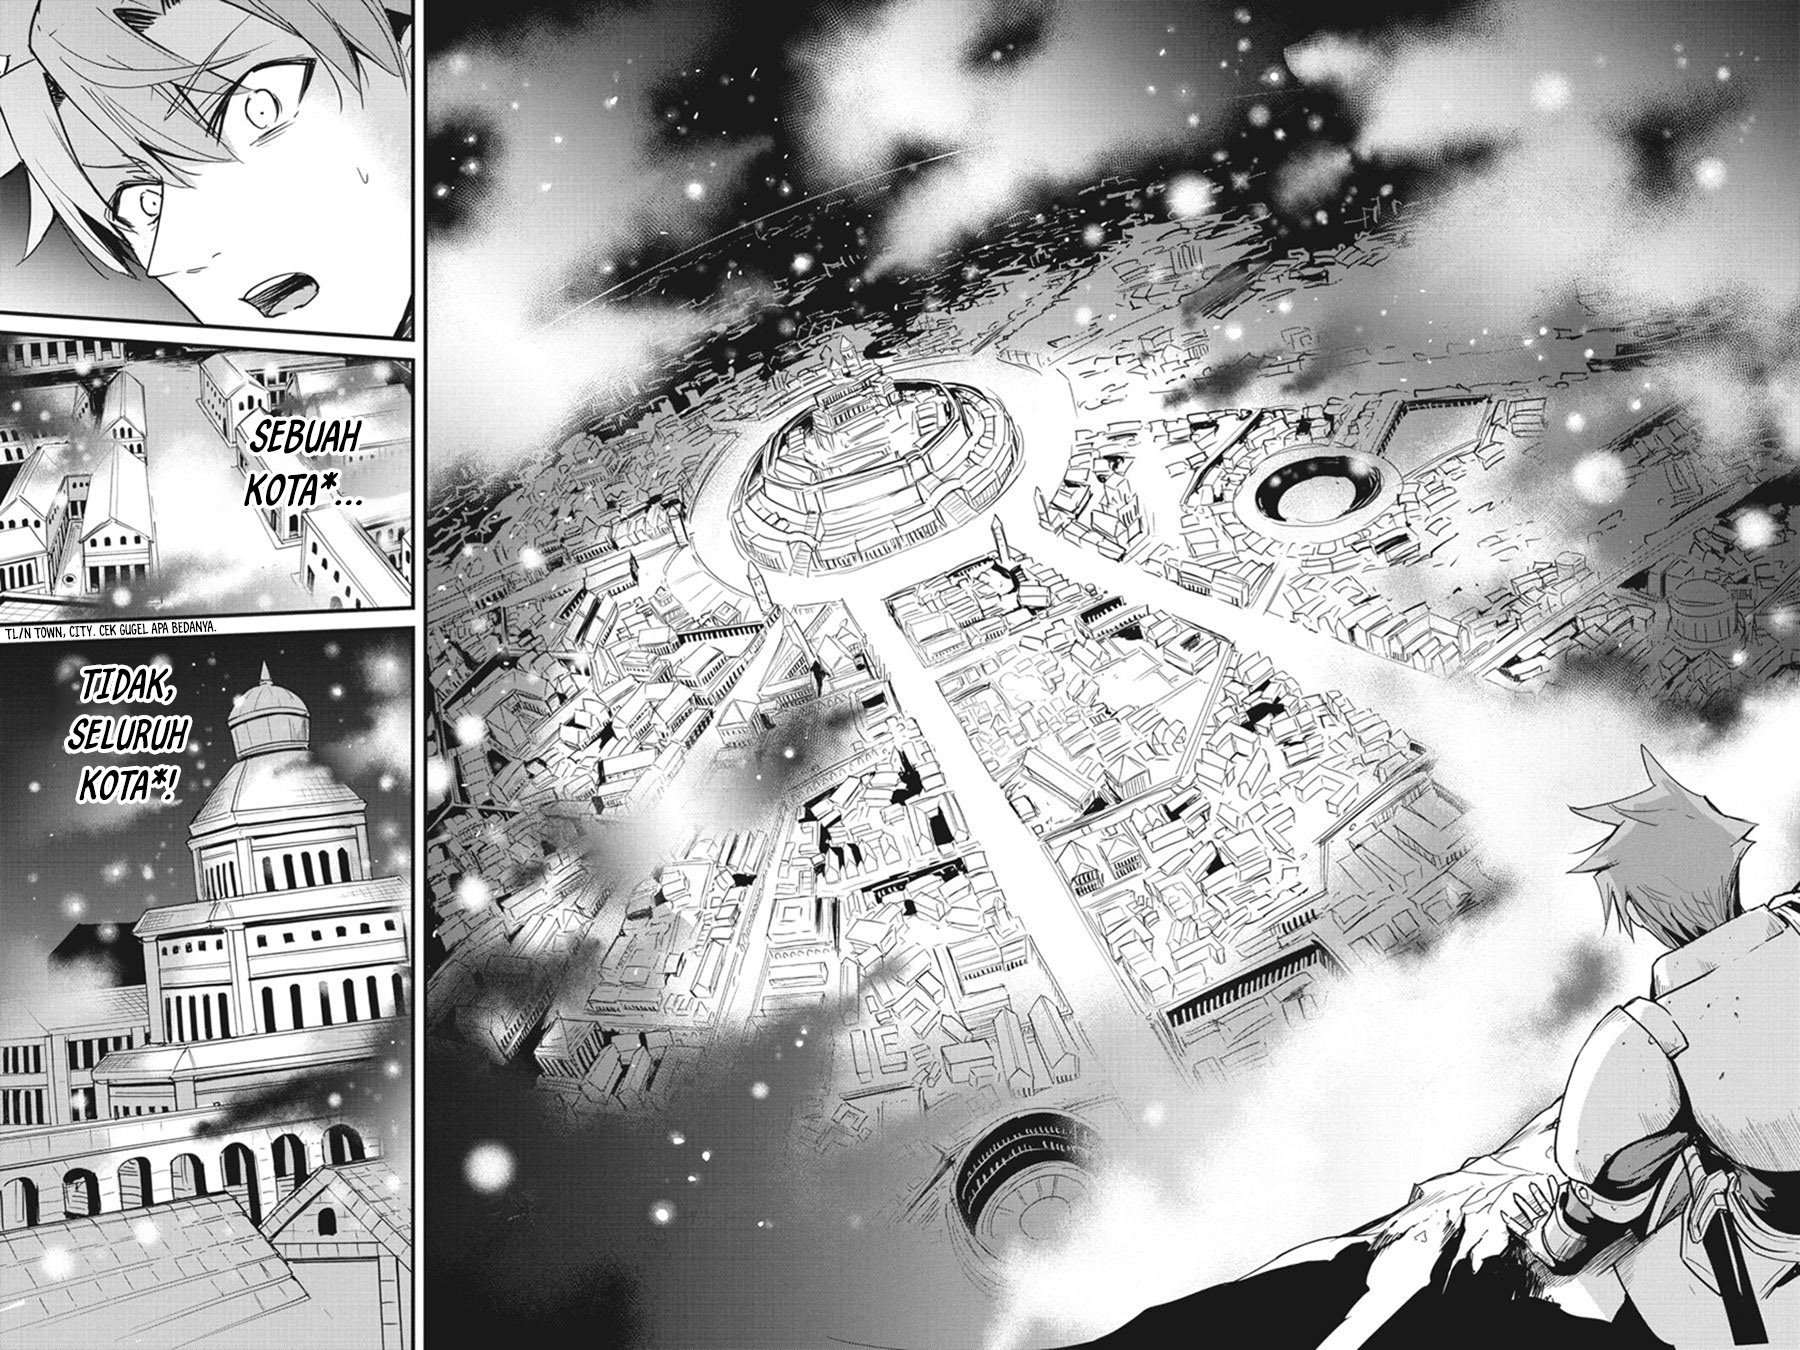 SEBUAH
KOTA*...
TL/N TOWN, CITY. CEK GUGEL APA BEDANYA.
TIDAK,
SELURUH
KOTA*!